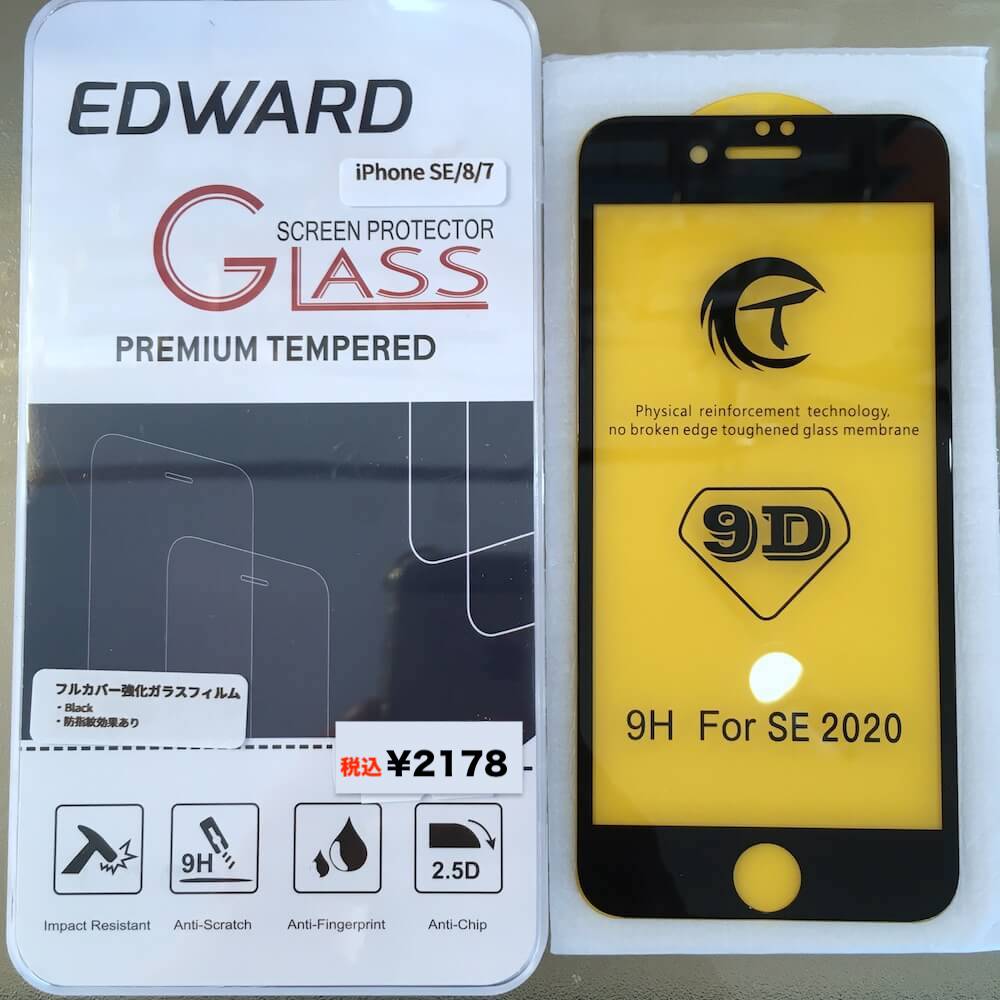 EDWARD
iPhone SE/8/7
SCREEN PROTECTOR
GLASS
PREMIUM TEMPERED
フルカバー強化ガラスフィルム
・Black
・防指紋効果あり
税込 ¥2178
9H
2.5D
Impact Resistant
Anti-Scratch
Anti-Fingerprint
Anti-Chip
CT
Physical reinforcement technology,
no broken edge toughened glass membrane
9D
9H For SE 2020